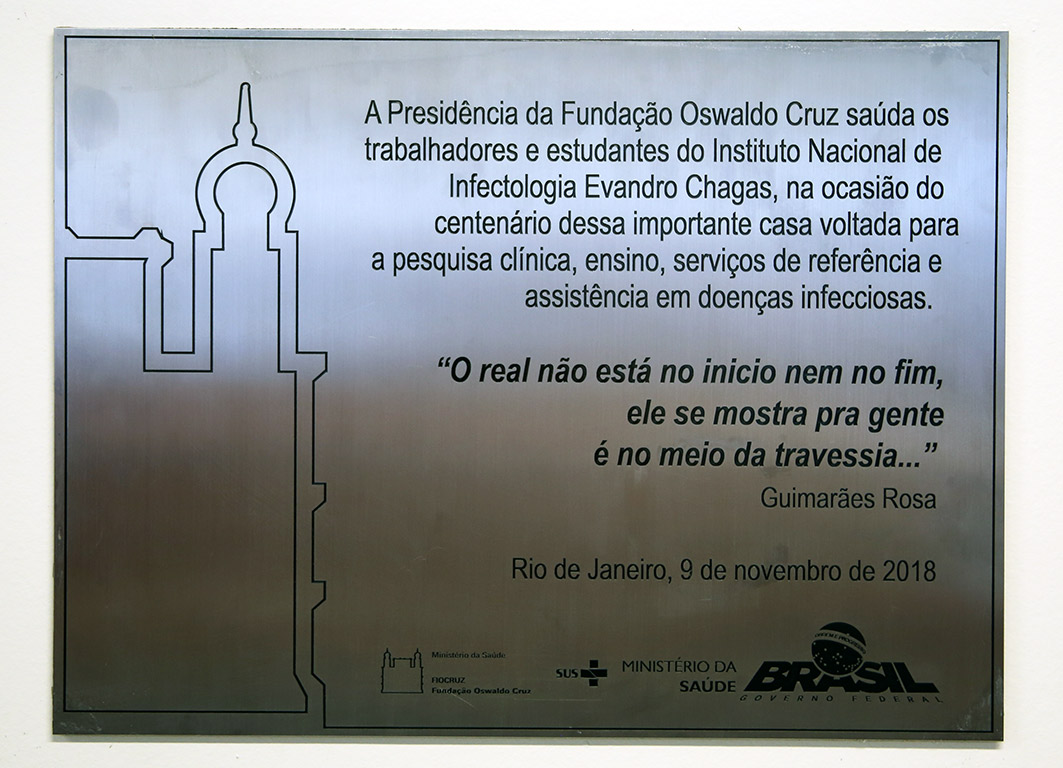 A Presidência da Fundação Oswaldo Cruz saúda os
trabalhadores e estudantes do Instituto Nacional de
Infectologia Evandro Chagas, na ocasião do
centenário dessa importante casa voltada para
a pesquisa clínica, ensino, serviços de referência e
assistência em doenças infecciosas.
“O real não está no inicio nem no fim,
ele se mostra pra gente
é no meio da travessia...”
Guimarães Rosa
Rio de Janeiro, 9 de novembro de 2018
Ministério da Saúde
FIOCRUZ
Fundação Oswaldo Cruz
SUS
MINISTÉRIO DA
SAÚDE
ORDEM E PROGRESSO
BRASIL
GOVERNO FEDERAL